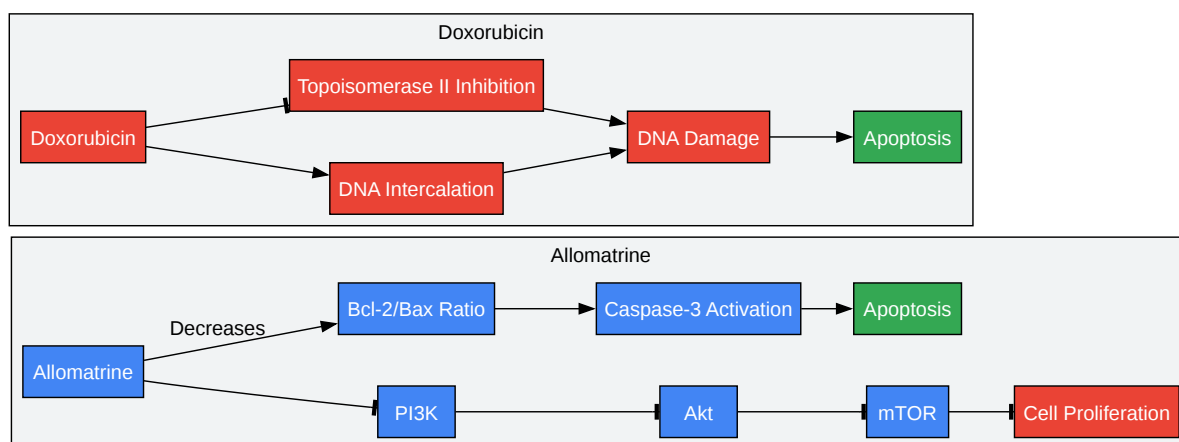 Doxorubicin
Topoisomerase II Inhibition
Doxorubicin
DNA Damage
Apoptosis
DNA Intercalation
Allomatrine
Bcl-2/Bax Ratio
Caspase-3 Activation
Apoptosis
Decreases
Allomatrine
PI3K
Akt
mTOR
Cell Proliferation